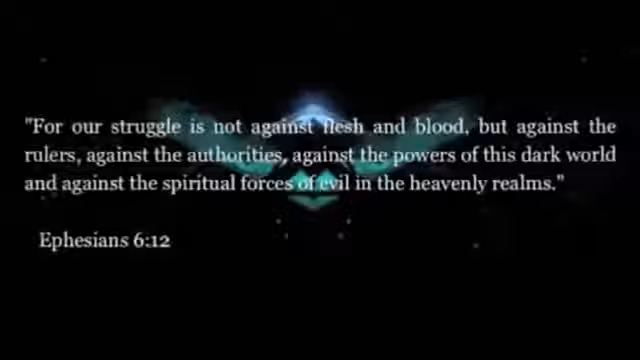 "For our struggle is not against flesh and blood, but against the
rulers, against the authorities, against the powers of this dark world
and against the spiritual forces of evil in the heavenly realms."
Ephesians 6:12